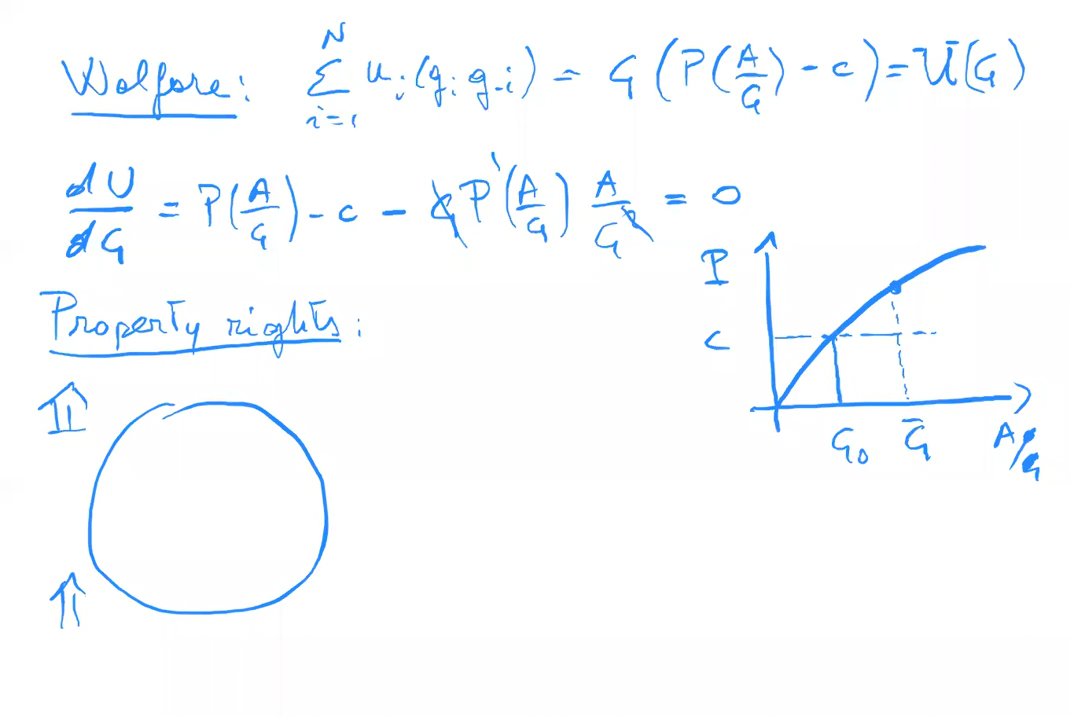 Welfare: Σ_{i=1}^{N} u_i(g_i g_{-i}) = G(P(A/G) - c) = U(G)
dU/dG = P(A/G) - c - G P'(A/G) A/G² = 0
Property rights:
P
c
G₀ G̅ A/G